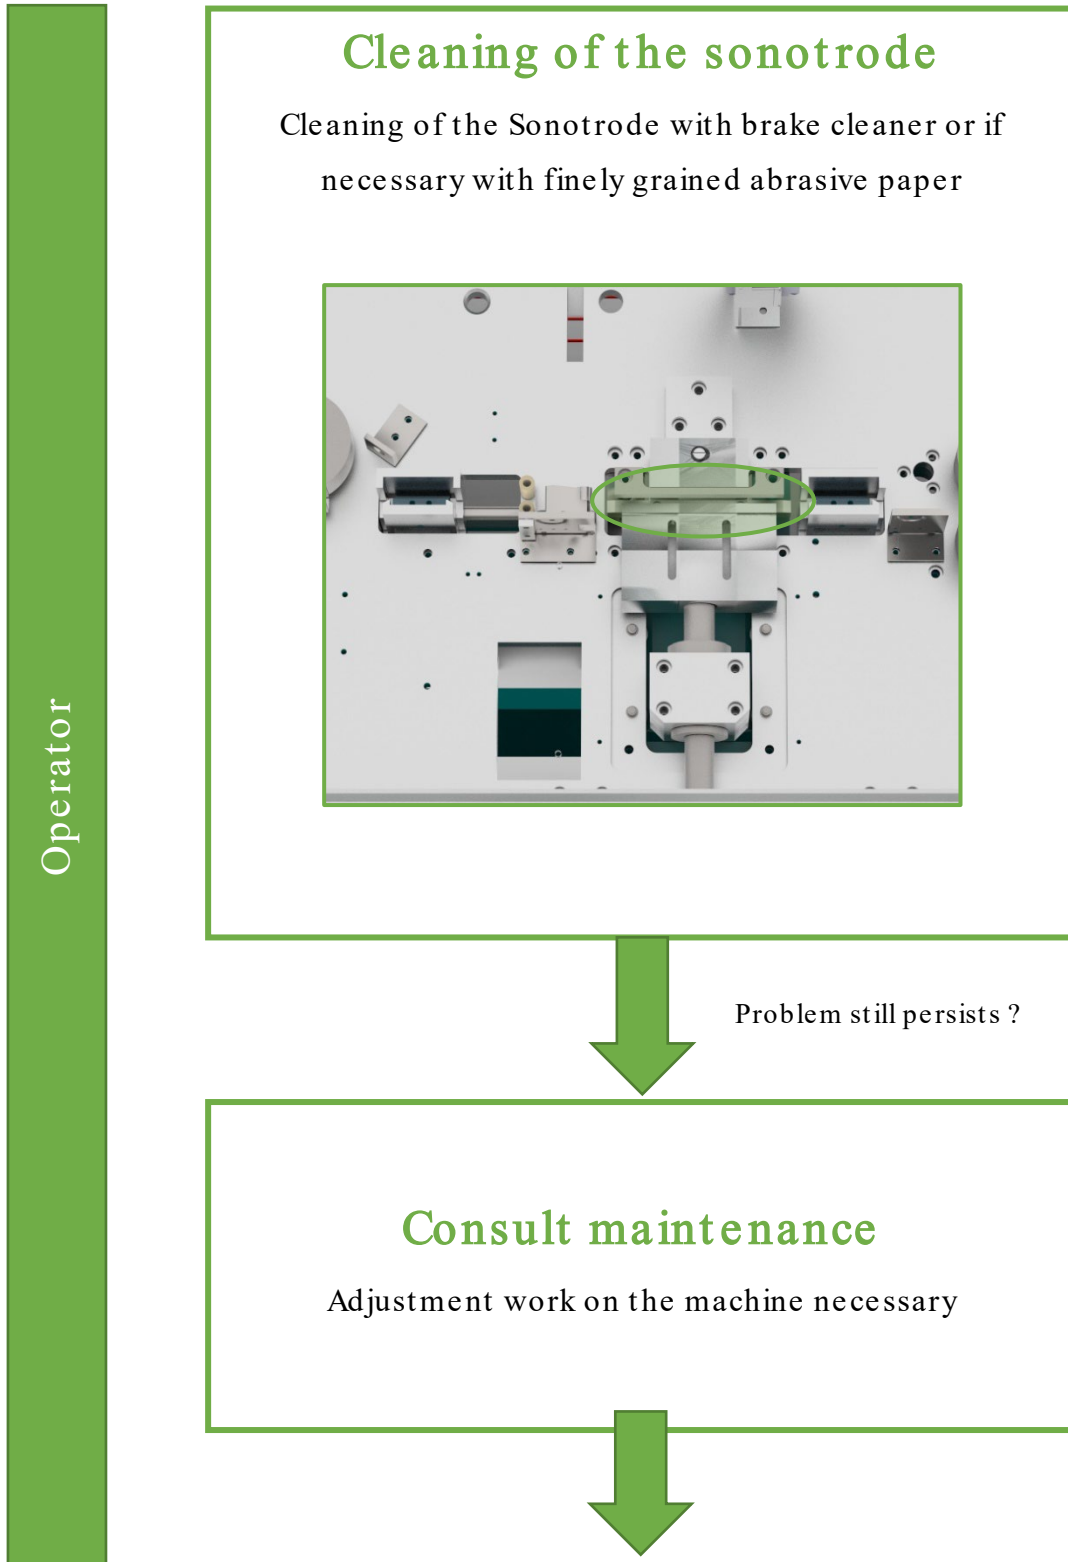 Cleaning of the sonotrode
Cleaning of the Sonotrode with brake cleaner or if
necessary with finely grained abrasive paper
Operator
Problem still persists ?
Consult maintenance
Adjustment work on the machine necessary